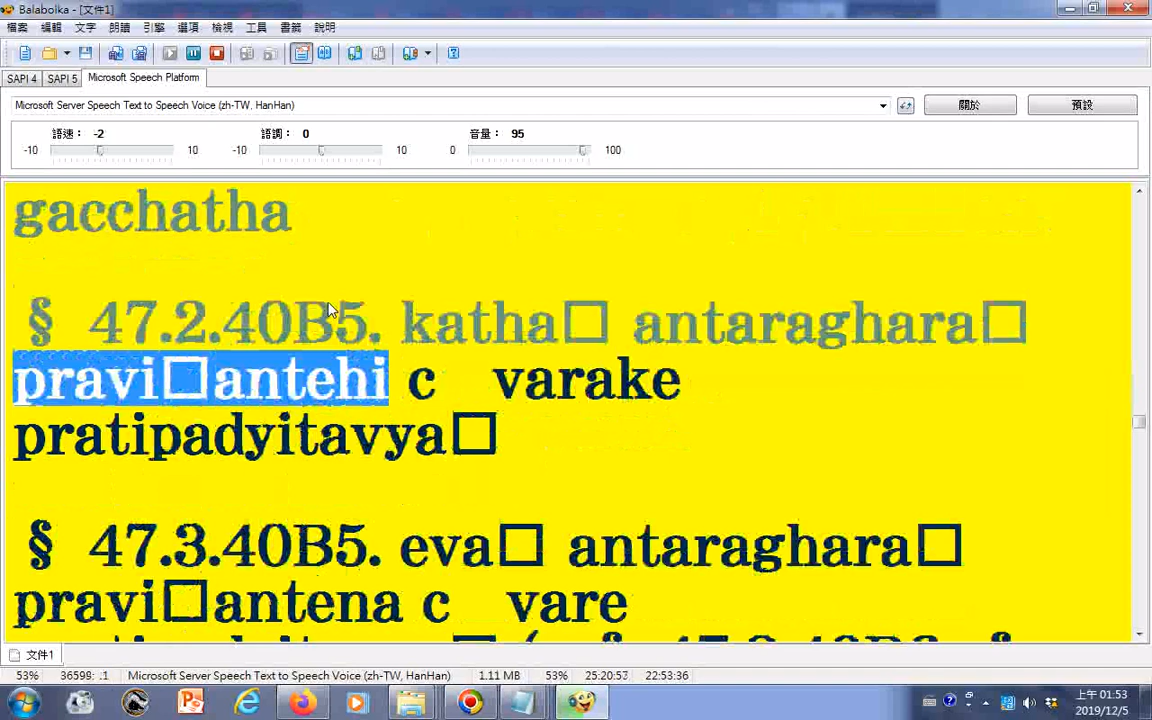 Balabolka - [文件1]
檔案 編輯 文字 朗讀 引擎 選項 檢視 工具 書籤 說明
SAPI 4 SAPI 5 Microsoft Speech Platform
Microsoft Server Speech Text to Speech Voice (zh-TW, HanHan) 關於 預設
語速： -2 語調： 0 音量： 95
-10 10 -10 10 0 100
gacchatha
§ 47.2.40B5. katha□ antaraghara□
pravi□antehi c varake
pratipadyitavya□
§ 47.3.40B5. eva□ antaraghara□
pravi□antena c vare
文件1
53% 36599: .1 Microsoft Server Speech Text to Speech Voice (zh-TW, HanHan) 1.11 MB 53% 25:20:53 22:53:36
上午 01:53
2019/12/5